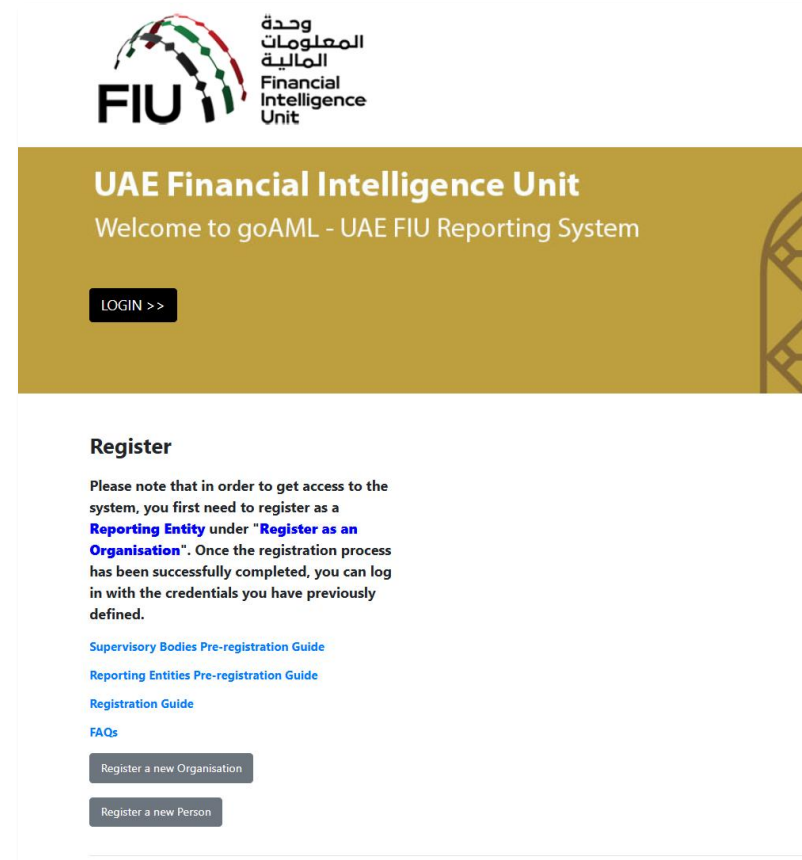 وحدة
المعلومات
المالية
FIU
Financial
Intelligence
Unit
UAE Financial Intelligence Unit
Welcome to goAML - UAE FIU Reporting System
LOGIN >>
Register
Please note that in order to get access to the
system, you first need to register as a
Reporting Entity under "Register as an
Organisation". Once the registration process
has been successfully completed, you can log
in with the credentials you have previously
defined.
Supervisory Bodies Pre-registration Guide
Reporting Entities Pre-registration Guide
Registration Guide
FAQs
Register a new Organisation
Register a new Person